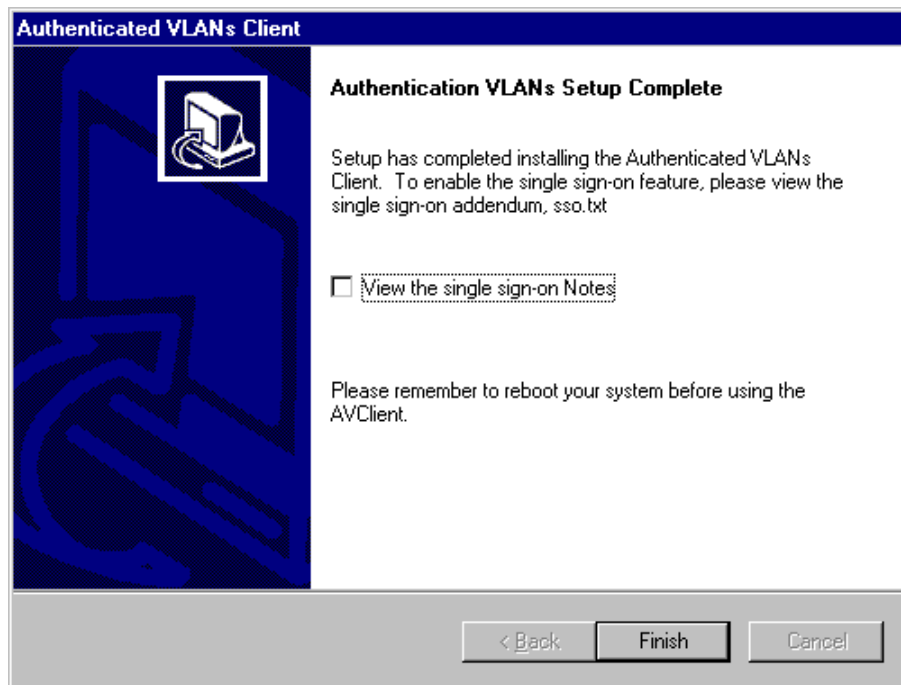 Authenticated VLANs Client
Authentication VLANs Setup Complete
Setup has completed installing the Authenticated VLANs
Client.  To enable the single sign-on feature, please view the
single sign-on addendum, sso.txt
View the single sign-on Notes
Please remember to reboot your system before using the
AVClient.
< Back
Finish
Cancel